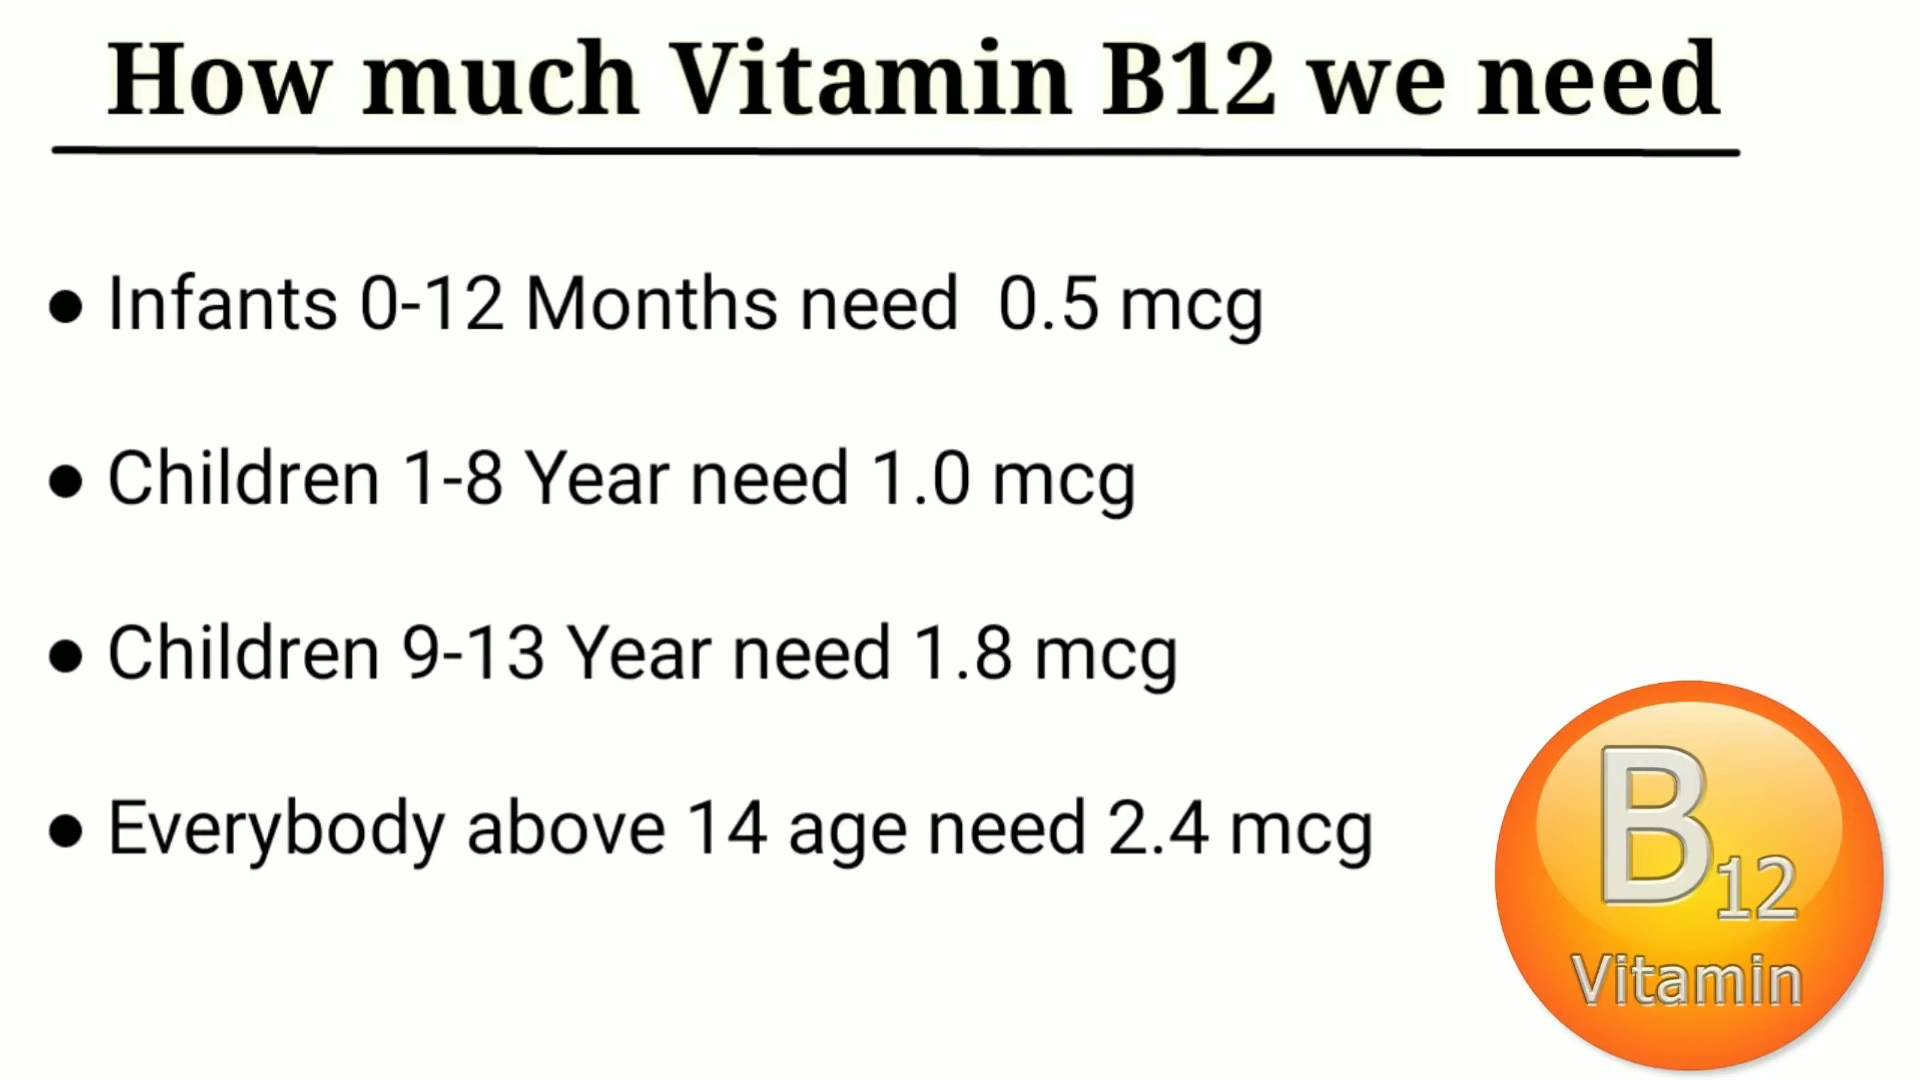 How much Vitamin B12 we need
● Infants 0-12 Months need  0.5 mcg
● Children 1-8 Year need 1.0 mcg
● Children 9-13 Year need 1.8 mcg
● Everybody above 14 age need 2.4 mcg
B12
Vitamin